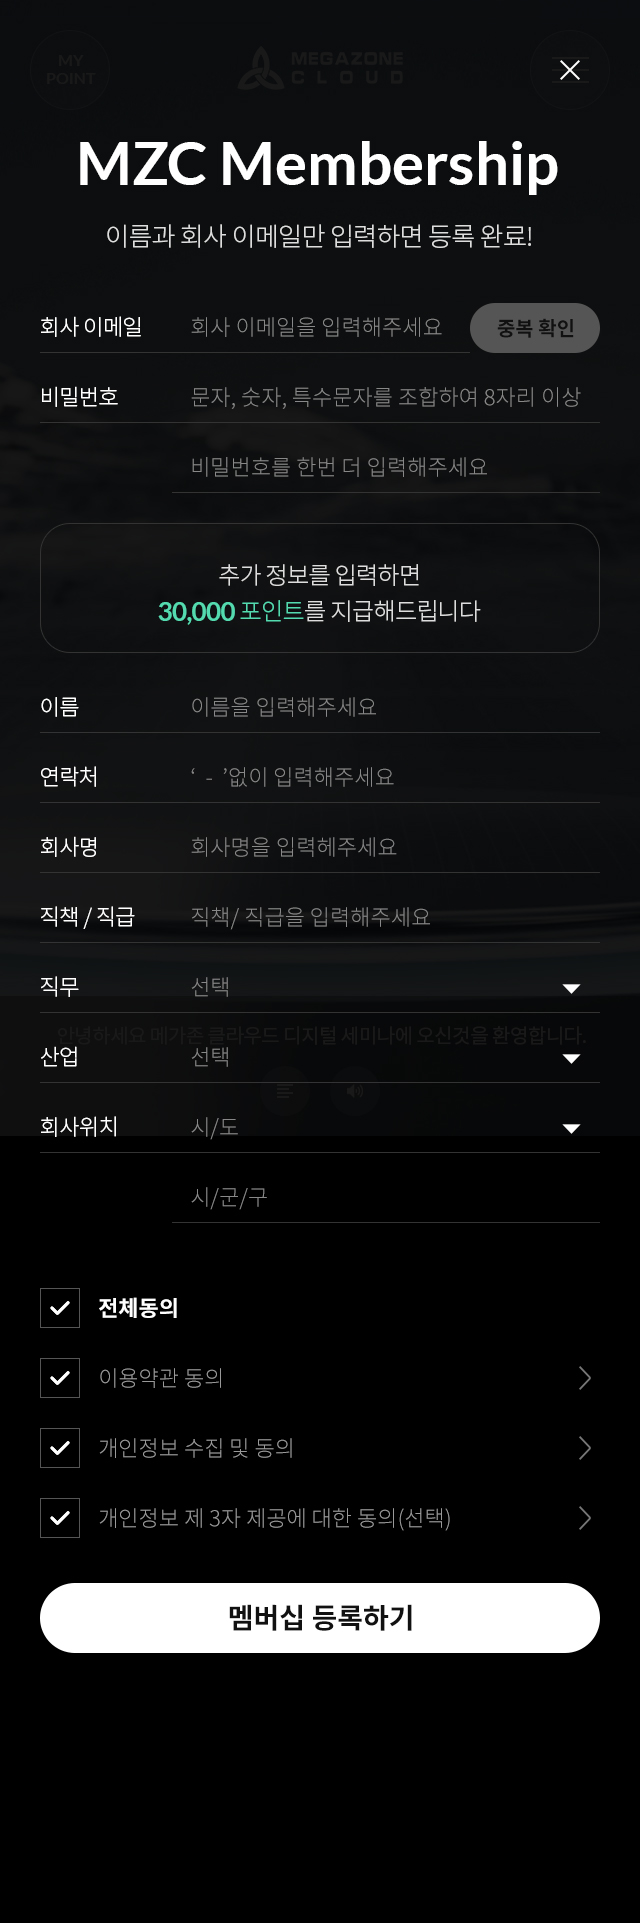 MY
POINT
MEGAZONE
CLOUD
MZC Membership
이름과 회사 이메일만 입력하면 등록 완료!
회사 이메일 회사 이메일을 입력해주세요 중복 확인
비밀번호 문자, 숫자, 특수문자를 조합하여 8자리 이상
비밀번호를 한번 더 입력해주세요
추가 정보를 입력하면
30,000 포인트를 지급해드립니다
이름 이름을 입력해주세요
연락처 ‘ - ’없이 입력해주세요
회사명 회사명을 입력헤주세요
직책 / 직급 직책/ 직급을 입력해주세요
직무 선택
안녕하세요 메가존 클라우드 디지털 세미나에 오신것을 환영합니다.
산업 선택
회사위치 시/도
시/군/구
전체동의
이용약관 동의
개인정보 수집 및 동의
개인정보 제 3자 제공에 대한 동의(선택)
멤버십 등록하기